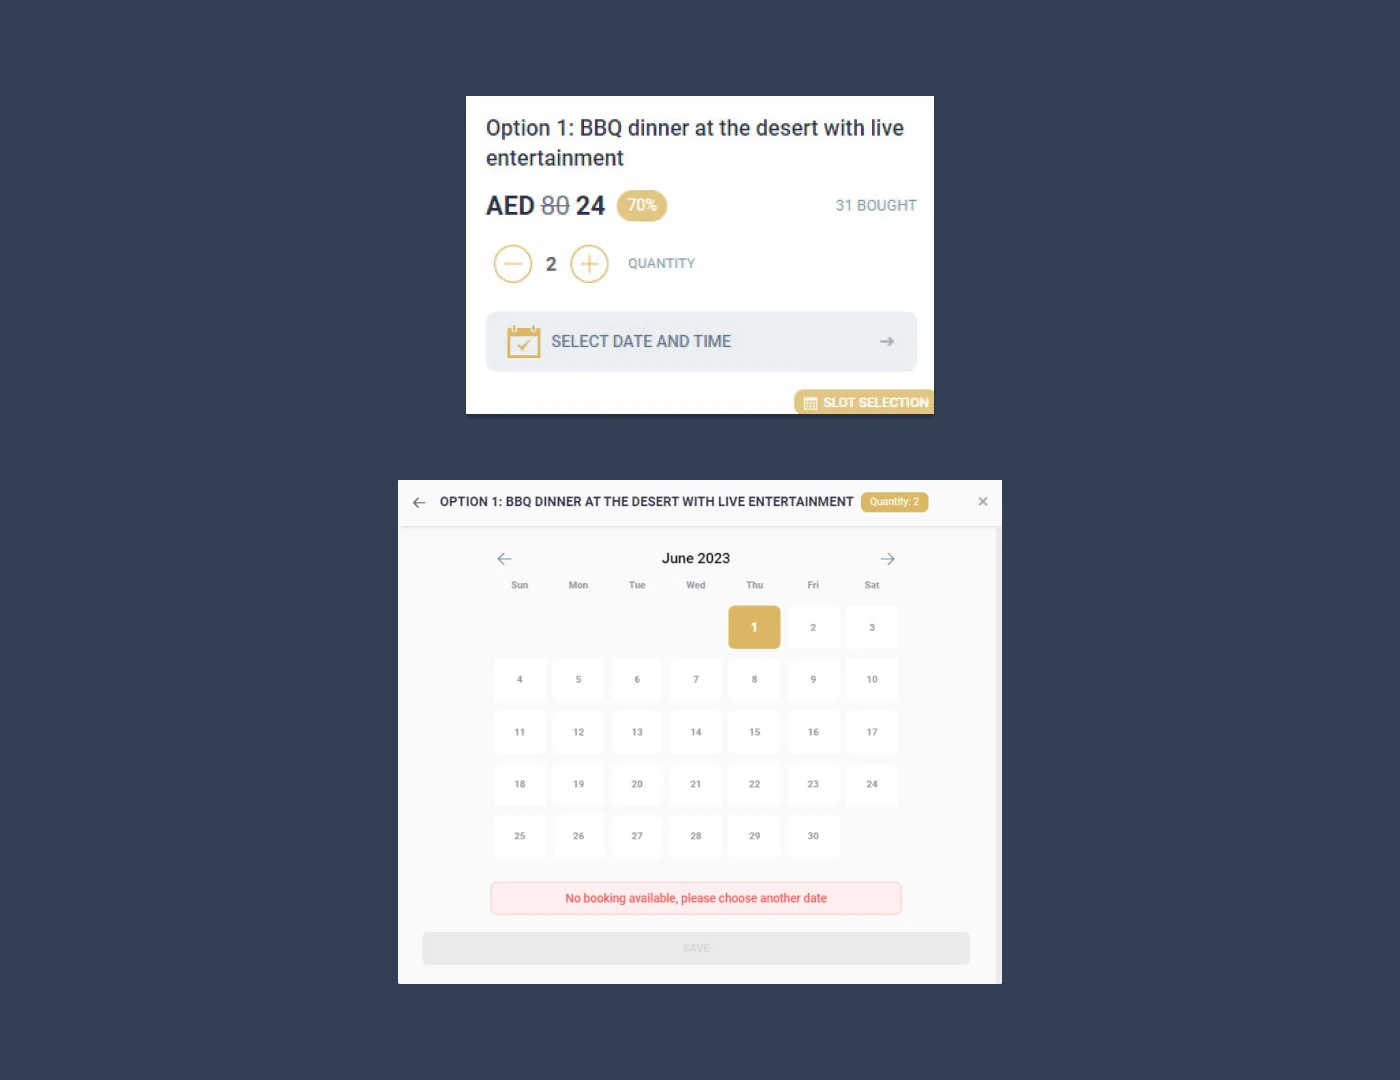 Option 1: BBQ dinner at the desert with live
entertainment
AED 80 24 70% 31 BOUGHT
2 QUANTITY
SELECT DATE AND TIME
SLOT SELECTION
OPTION 1: BBQ DINNER AT THE DESERT WITH LIVE ENTERTAINMENT Quantity: 2
June 2023
Sun Mon Tue Wed Thu Fri Sat
1 2 3
4 5 6 7 8 9 10
11 12 13 14 15 16 17
18 19 20 21 22 23 24
25 26 27 28 29 30
No booking available, please choose another date
SAVE